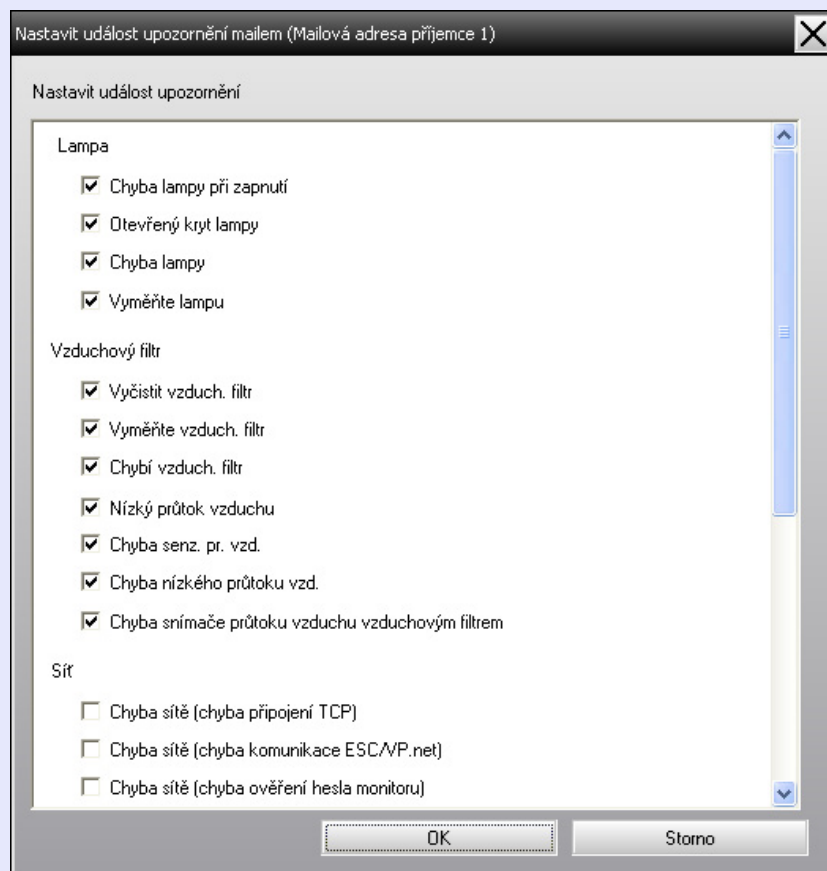 Nastavit událost upozornění mailem (Mailová adresa příjemce 1)
Nastavit událost upozornění
Lampa
Chyba lampy při zapnutí
Otevřený kryt lampy
Chyba lampy
Vyměňte lampu
Vzduchový filtr
Vyčistit vzduch. filtr
Vyměňte vzduch. filtr
Chybí vzduch. filtr
Nízký průtok vzduchu
Chyba senz. pr. vzd.
Chyba nízkého průtoku vzd.
Chyba snímače průtoku vzduchu vzduchovým filtrem
Síť
Chyba sítě (chyba připojení TCP)
Chyba sítě (chyba komunikace ESC/VP.net)
Chyba sítě (chyba ověření hesla monitoru)
OK
Storno